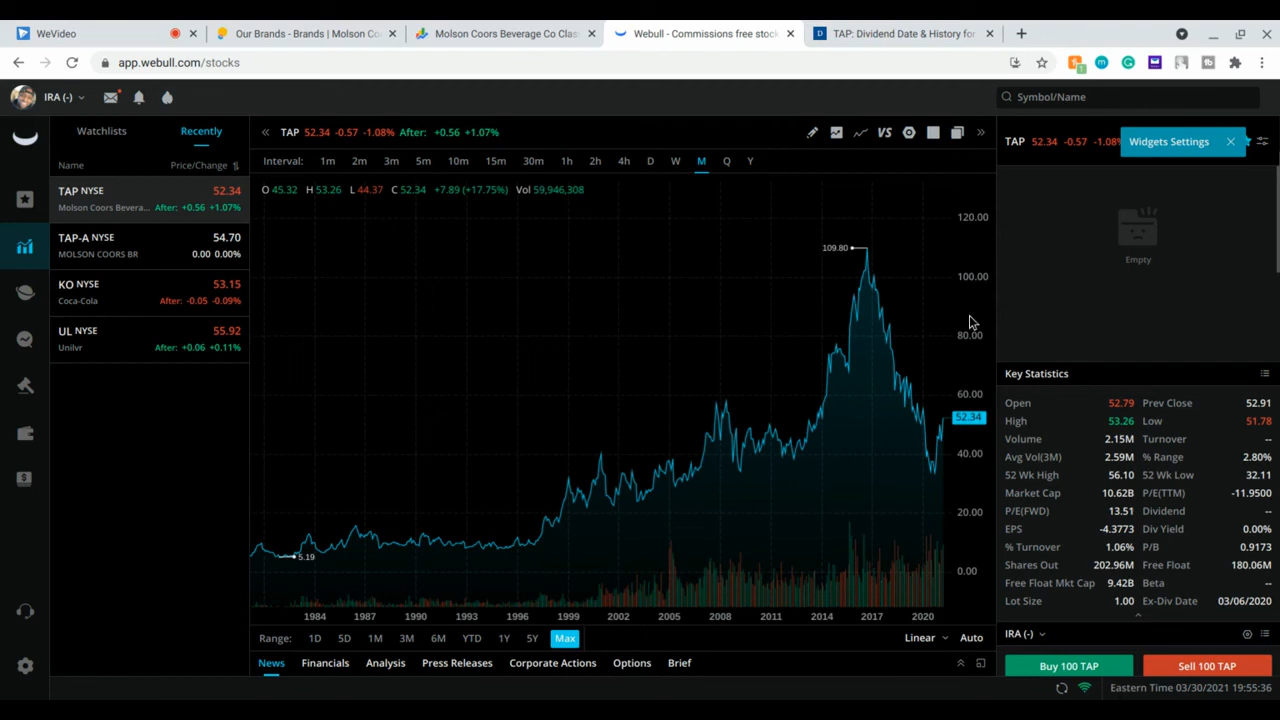 WeVideo
Our Brands - Brands | Molson Co
Molson Coors Beverage Co Clas
Webull - Commissions free stock
TAP: Dividend Date & History for
app.webull.com/stocks
IRA (-)
Symbol/Name
Watchlists
Recently
Name
Price/Change
TAP NYSE 52.34
Molson Coors Bevera... After: +0.56 +1.07%
TAP-A NYSE 54.70
MOLSON COORS BR 0.00 0.00%
KO NYSE 53.15
Coca-Cola After: -0.05 -0.09%
UL NYSE 55.92
Unilvr After: +0.06 +0.11%
TAP 52.34 -0.57 -1.08% After: +0.56 +1.07%
VS
Interval: 1m 2m 3m 5m 10m 15m 30m 1h 2h 4h D W M Q Y
O 45.32 H 53.26 L 44.37 C 52.34 +7.89 (+17.75%) Vol 59,946,308
120.00
109.80
100.00
80.00
60.00
52.34
40.00
20.00
5.19
0.00
1984 1987 1990 1993 1996 1999 2002 2005 2008 2011 2014 2017 2020
Range: 1D 5D 1M 3M 6M YTD 1Y 5Y Max
Linear Auto
News Financials Analysis Press Releases Corporate Actions Options Brief
TAP 52.34 -0.57 -1.08%
Widgets Settings
Empty
Key Statistics
Open 52.79 Prev Close 52.91
High 53.26 Low 51.78
Volume 2.15M Turnover --
Avg Vol(3M) 2.59M % Range 2.80%
52 Wk High 56.10 52 Wk Low 32.11
Market Cap 10.62B P/E(TTM) -11.9500
P/E(FWD) 13.51 Dividend --
EPS -4.3773 Div Yield 0.00%
% Turnover 1.06% P/B 0.9173
Shares Out 202.96M Free Float 180.06M
Free Float Mkt Cap 9.42B Beta --
Lot Size 1.00 Ex-Div Date 03/06/2020
IRA (-)
Buy 100 TAP
Sell 100 TAP
Eastern Time 03/30/2021 19:55:36